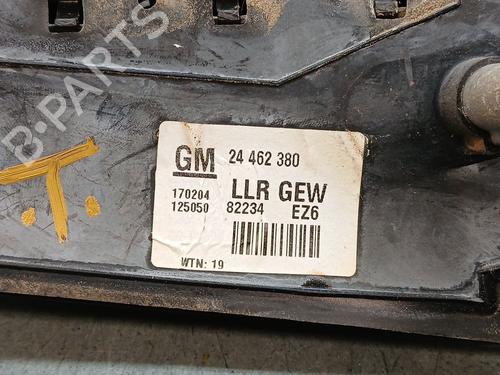 B-PARTS
T.
GM 24 462 380
170204 LLR GEW
125050 82234 EZ6
WTN: 19